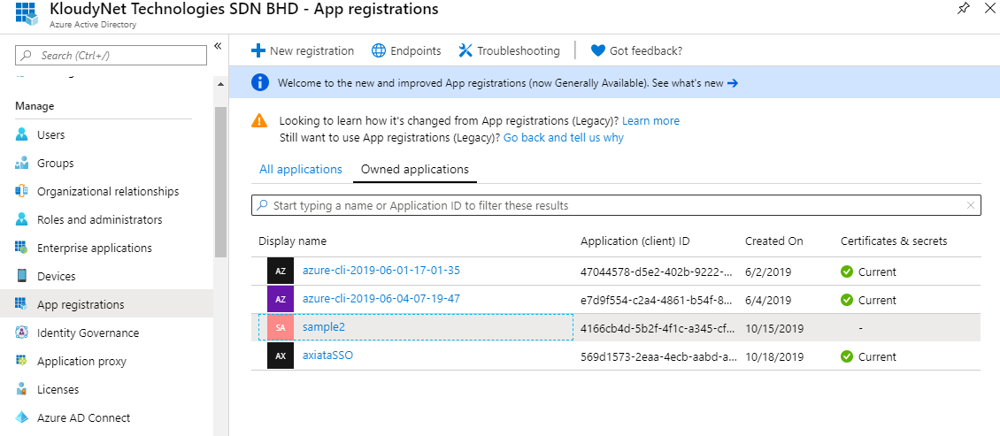 KloudyNet Technologies SDN BHD - App registrations
Azure Active Directory
Search (Ctrl+/)
Manage
Users
Groups
Organizational relationships
Roles and administrators
Enterprise applications
Devices
App registrations
Identity Governance
Application proxy
Licenses
Azure AD Connect
New registration Endpoints Troubleshooting Got feedback?
Welcome to the new and improved App registrations (now Generally Available). See what's new →
Looking to learn how it's changed from App registrations (Legacy)? Learn more
Still want to use App registrations (Legacy)? Go back and tell us why
All applications Owned applications
Start typing a name or Application ID to filter these results
Display name Application (client) ID Created On Certificates & secrets
AZ azure-cli-2019-06-01-17-01-35 47044578-d5e2-402b-9222-... 6/2/2019 Current
AZ azure-cli-2019-06-04-07-19-47 e7d9f554-c2a4-4861-b54f-8... 6/4/2019 Current
SA sample2 4166cb4d-5b2f-4f1c-a345-cf... 10/15/2019 -
AX axiataSSO 569d1573-2eaa-4ecb-aabd-a... 10/18/2019 Current